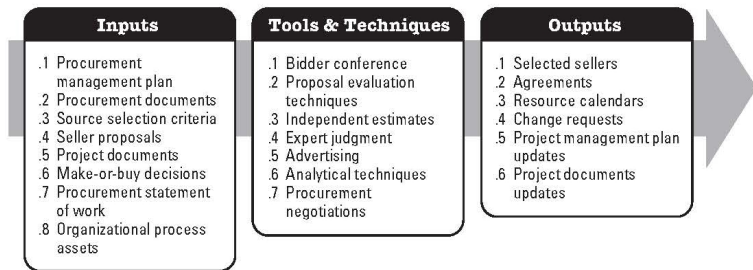 Inputs
.1 Procurement
management plan
.2 Procurement documents
.3 Source selection criteria
.4 Seller proposals
.5 Project documents
.6 Make-or-buy decisions
.7 Procurement statement
of work
.8 Organizational process
assets
Tools & Techniques
.1 Bidder conference
.2 Proposal evaluation
techniques
.3 Independent estimates
.4 Expert judgment
.5 Advertising
.6 Analytical techniques
.7 Procurement
negotiations
Outputs
.1 Selected sellers
.2 Agreements
.3 Resource calendars
.4 Change requests
.5 Project management plan
updates
.6 Project documents
updates